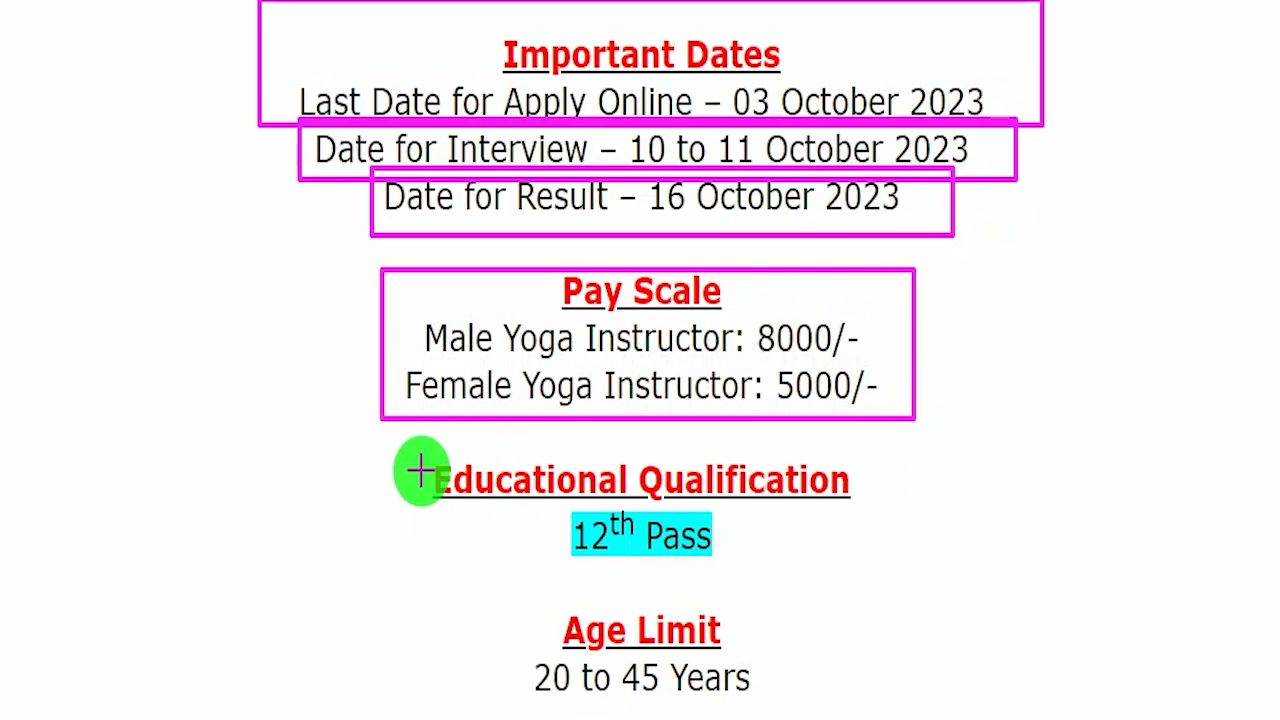 Important Dates
Last Date for Apply Online – 03 October 2023
Date for Interview – 10 to 11 October 2023
Date for Result – 16 October 2023
Pay Scale
Male Yoga Instructor: 8000/-
Female Yoga Instructor: 5000/-
Educational Qualification
12th Pass
Age Limit
20 to 45 Years